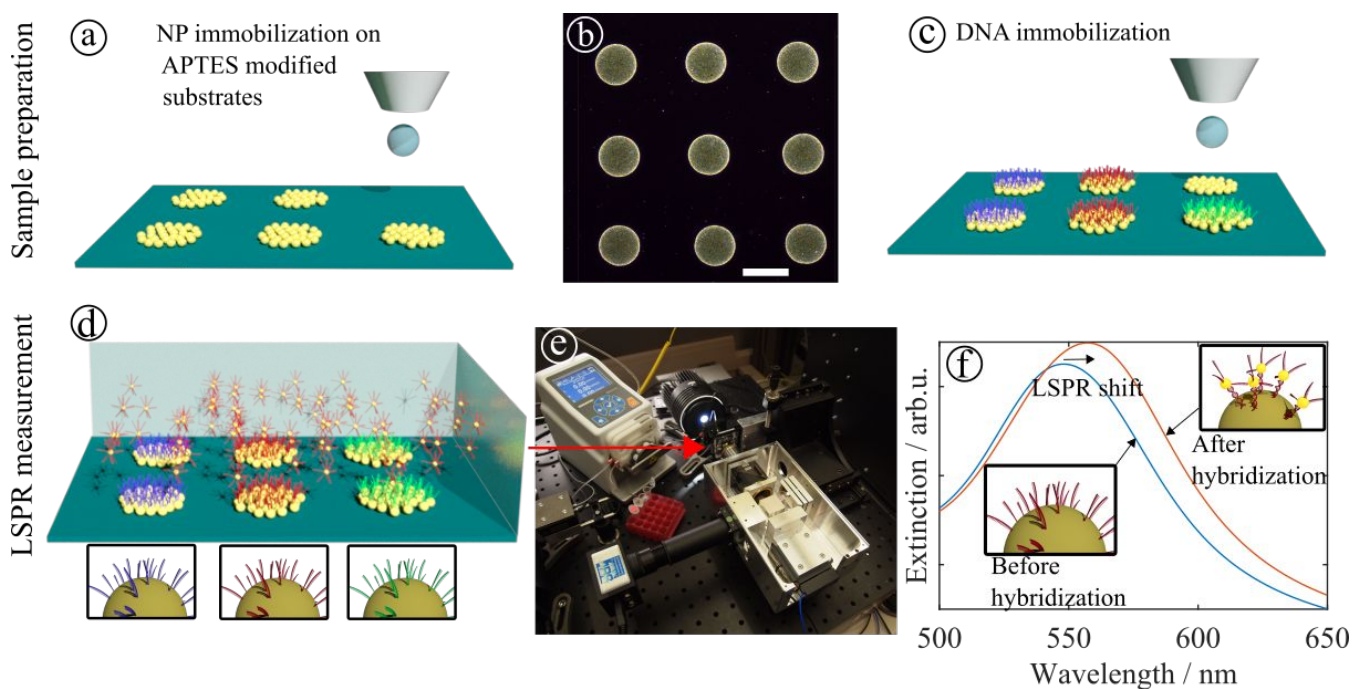 Sample preparation
a
NP immobilization on
APTES modified
substrates
b
c
DNA immobilization
LSPR measurement
d
e
f
LSPR shift
After
hybridization
Before
hybridization
Extinction / arb.u.
500
550
600
650
Wavelength / nm